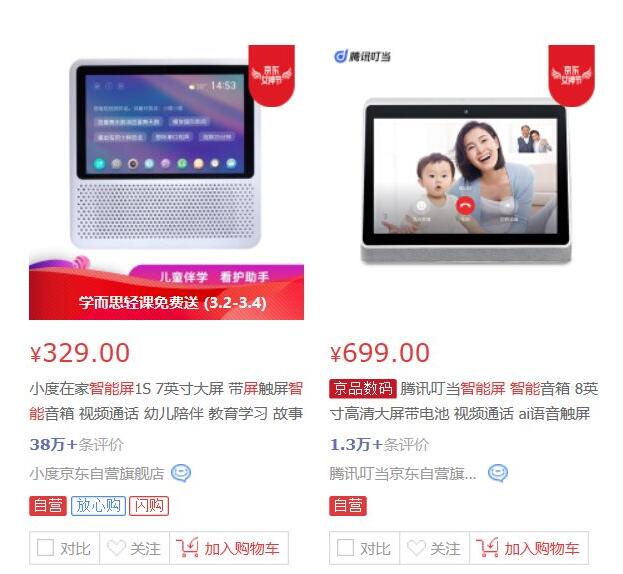 京东
女神节
14:53
儿童伴学 看护助手
学而思轻课免费送 (3.2-3.4)
¥329.00
小度在家智能屏1S 7英寸大屏 带屏触屏智
能音箱 视频通话 幼儿陪伴 教育学习 故事
38万+条评价
小度京东自营旗舰店
自营 放心购 闪购
对比 关注 加入购物车
腾讯叮当
京东
女神节
¥699.00
京品数码 腾讯叮当智能屏 智能音箱 8英
寸高清大屏带电池 视频通话 ai语音触屏
1.3万+条评价
腾讯叮当京东自营旗...
自营
对比 关注 加入购物车